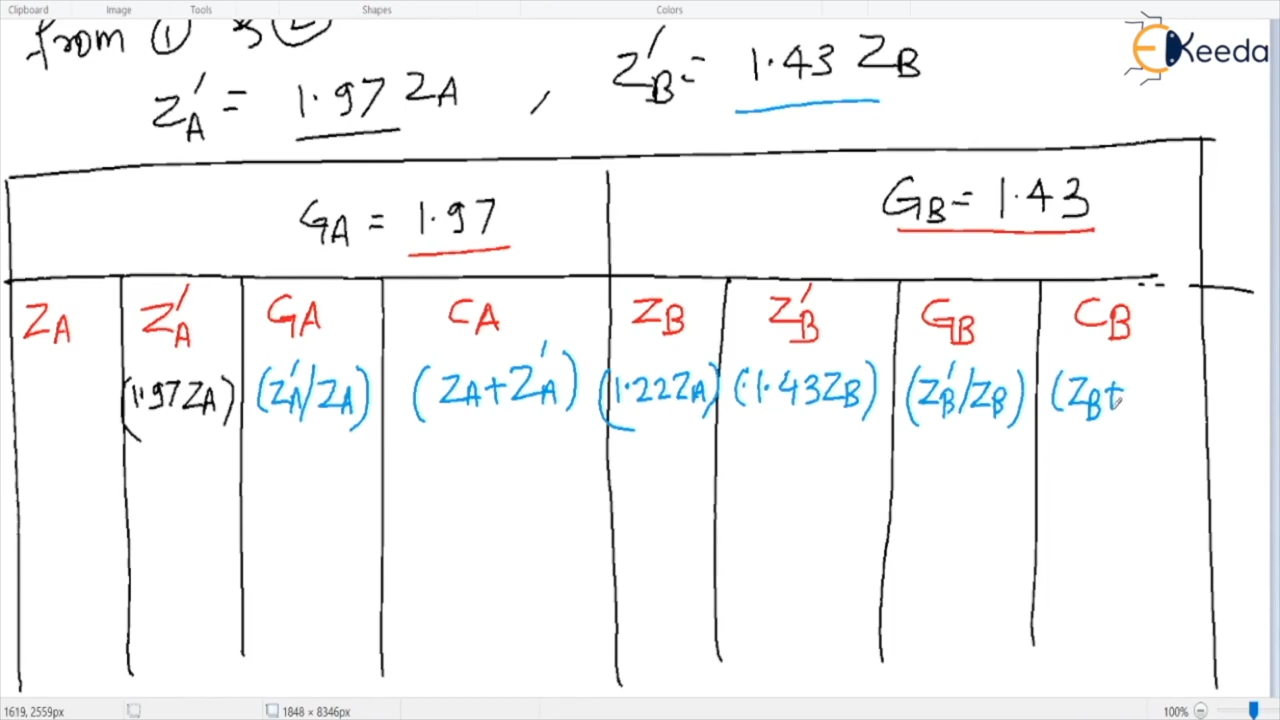 Clipboard Image Tools Shapes Colors
from ① & ②
EKeeda
Z'A = 1.97 ZA , Z'B = 1.43 ZB
GA = 1.97 GB = 1.43
ZA Z'A GA CA ZB Z'B GB CB
(1.97ZA) (Z'A/ZA) (ZA+Z'A) (1.22ZA) (1.43ZB) (Z'B/ZB) (ZB+
1619, 2559px 1848 × 8346px 100%